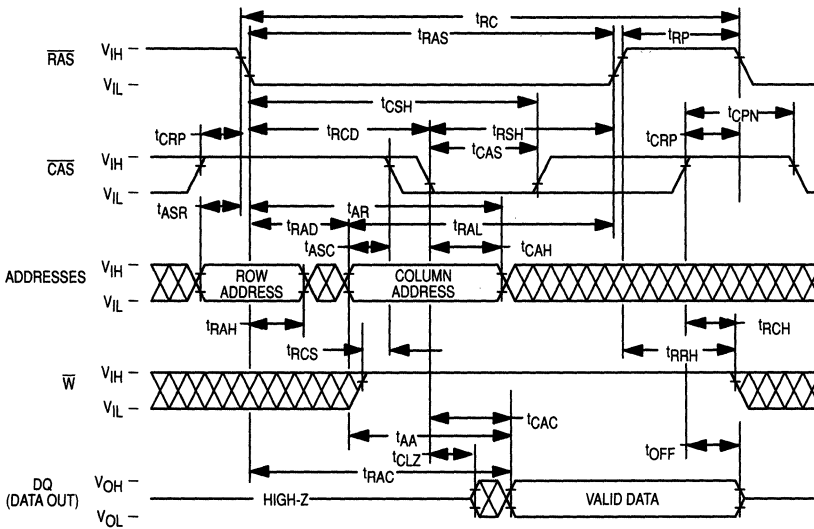 tRC
tRAS
tRP
RAS
VIH
VIL
tCSH
tCPN
tCRP
tRCD
tRSH
tCRP
tCAS
CAS
VIH
VIL
tASR
tAR
tRAD
tRAL
tASC
tCAH
ADDRESSES
VIH
VIL
ROW
ADDRESS
COLUMN
ADDRESS
tRAH
tRCH
tRCS
tRRH
W
VIH
VIL
tCAC
tAA
tCLZ
tOFF
tRAC
DQ
(DATA OUT)
VOH
VOL
HIGH-Z
VALID DATA